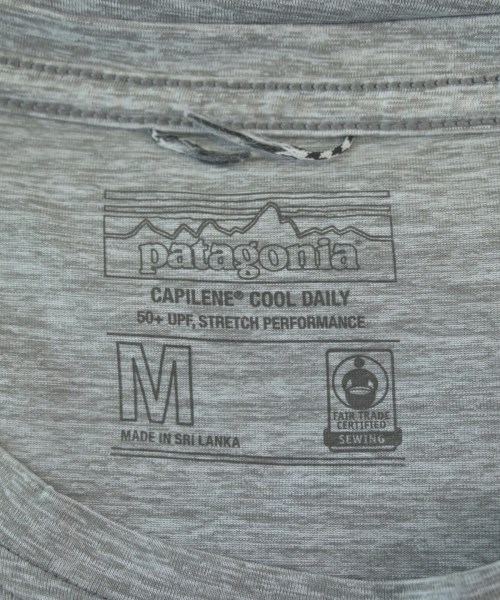 patagonia
CAPILENE® COOL DAILY
50+ UPF, STRETCH PERFORMANCE
M
MADE IN SRI LANKA
FAIR TRADE
CERTIFIED
SEWING